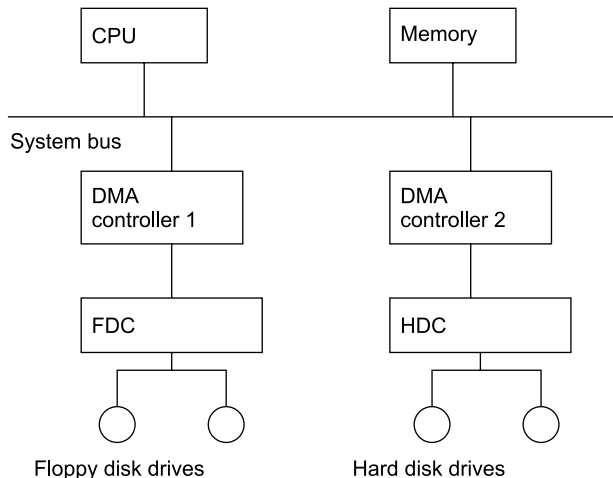 CPU
Memory
System bus
DMA
controller 1
DMA
controller 2
FDC
HDC
Floppy disk drives
Hard disk drives